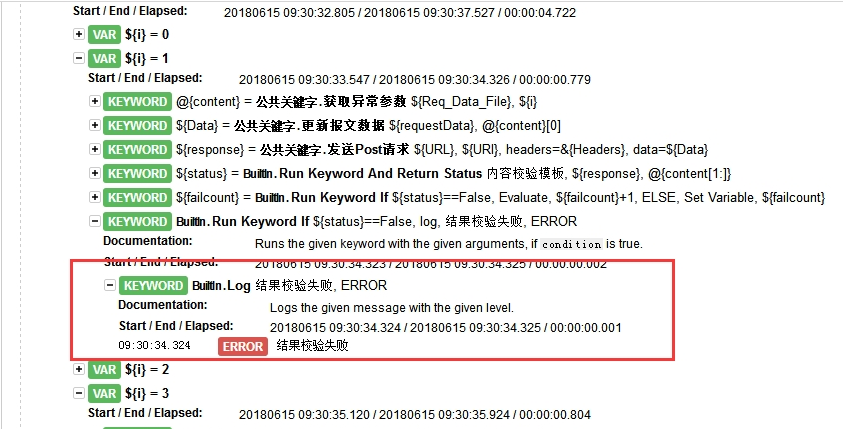 Start / End / Elapsed: 20180615 09:30:32.805 / 20180615 09:30:37.527 / 00:00:04.722
+ VAR ${i} = 0
− VAR ${i} = 1
Start / End / Elapsed: 20180615 09:30:33.547 / 20180615 09:30:34.326 / 00:00:00.779
+ KEYWORD @{content} = 公共关键字.获取异常参数 ${Req_Data_File}, ${i}
+ KEYWORD ${Data} = 公共关键字.更新报文数据 ${requestData}, @{content}[0]
+ KEYWORD ${response} = 公共关键字.发送Post请求 ${URL}, ${URI}, headers=&{Headers}, data=${Data}
+ KEYWORD ${status} = BuiltIn.Run Keyword And Return Status 内容校验模板, ${response}, @{content[1:]}
+ KEYWORD ${failcount} = BuiltIn.Run Keyword If ${status}==False, Evaluate, ${failcount}+1, ELSE, Set Variable, ${failcount}
− KEYWORD BuiltIn.Run Keyword If ${status}==False, log, 结果校验失败, ERROR
Documentation: Runs the given keyword with the given arguments, if condition is true.
Start / End / Elapsed: 20180615 09:30:34.323 / 20180615 09:30:34.325 / 00:00:00.002
− KEYWORD BuiltIn.Log 结果校验失败, ERROR
Documentation: Logs the given message with the given level.
Start / End / Elapsed: 20180615 09:30:34.324 / 20180615 09:30:34.325 / 00:00:00.001
09:30:34.324 ERROR 结果校验失败
+ VAR ${i} = 2
− VAR ${i} = 3
Start / End / Elapsed: 20180615 09:30:35.120 / 20180615 09:30:35.924 / 00:00:00.804